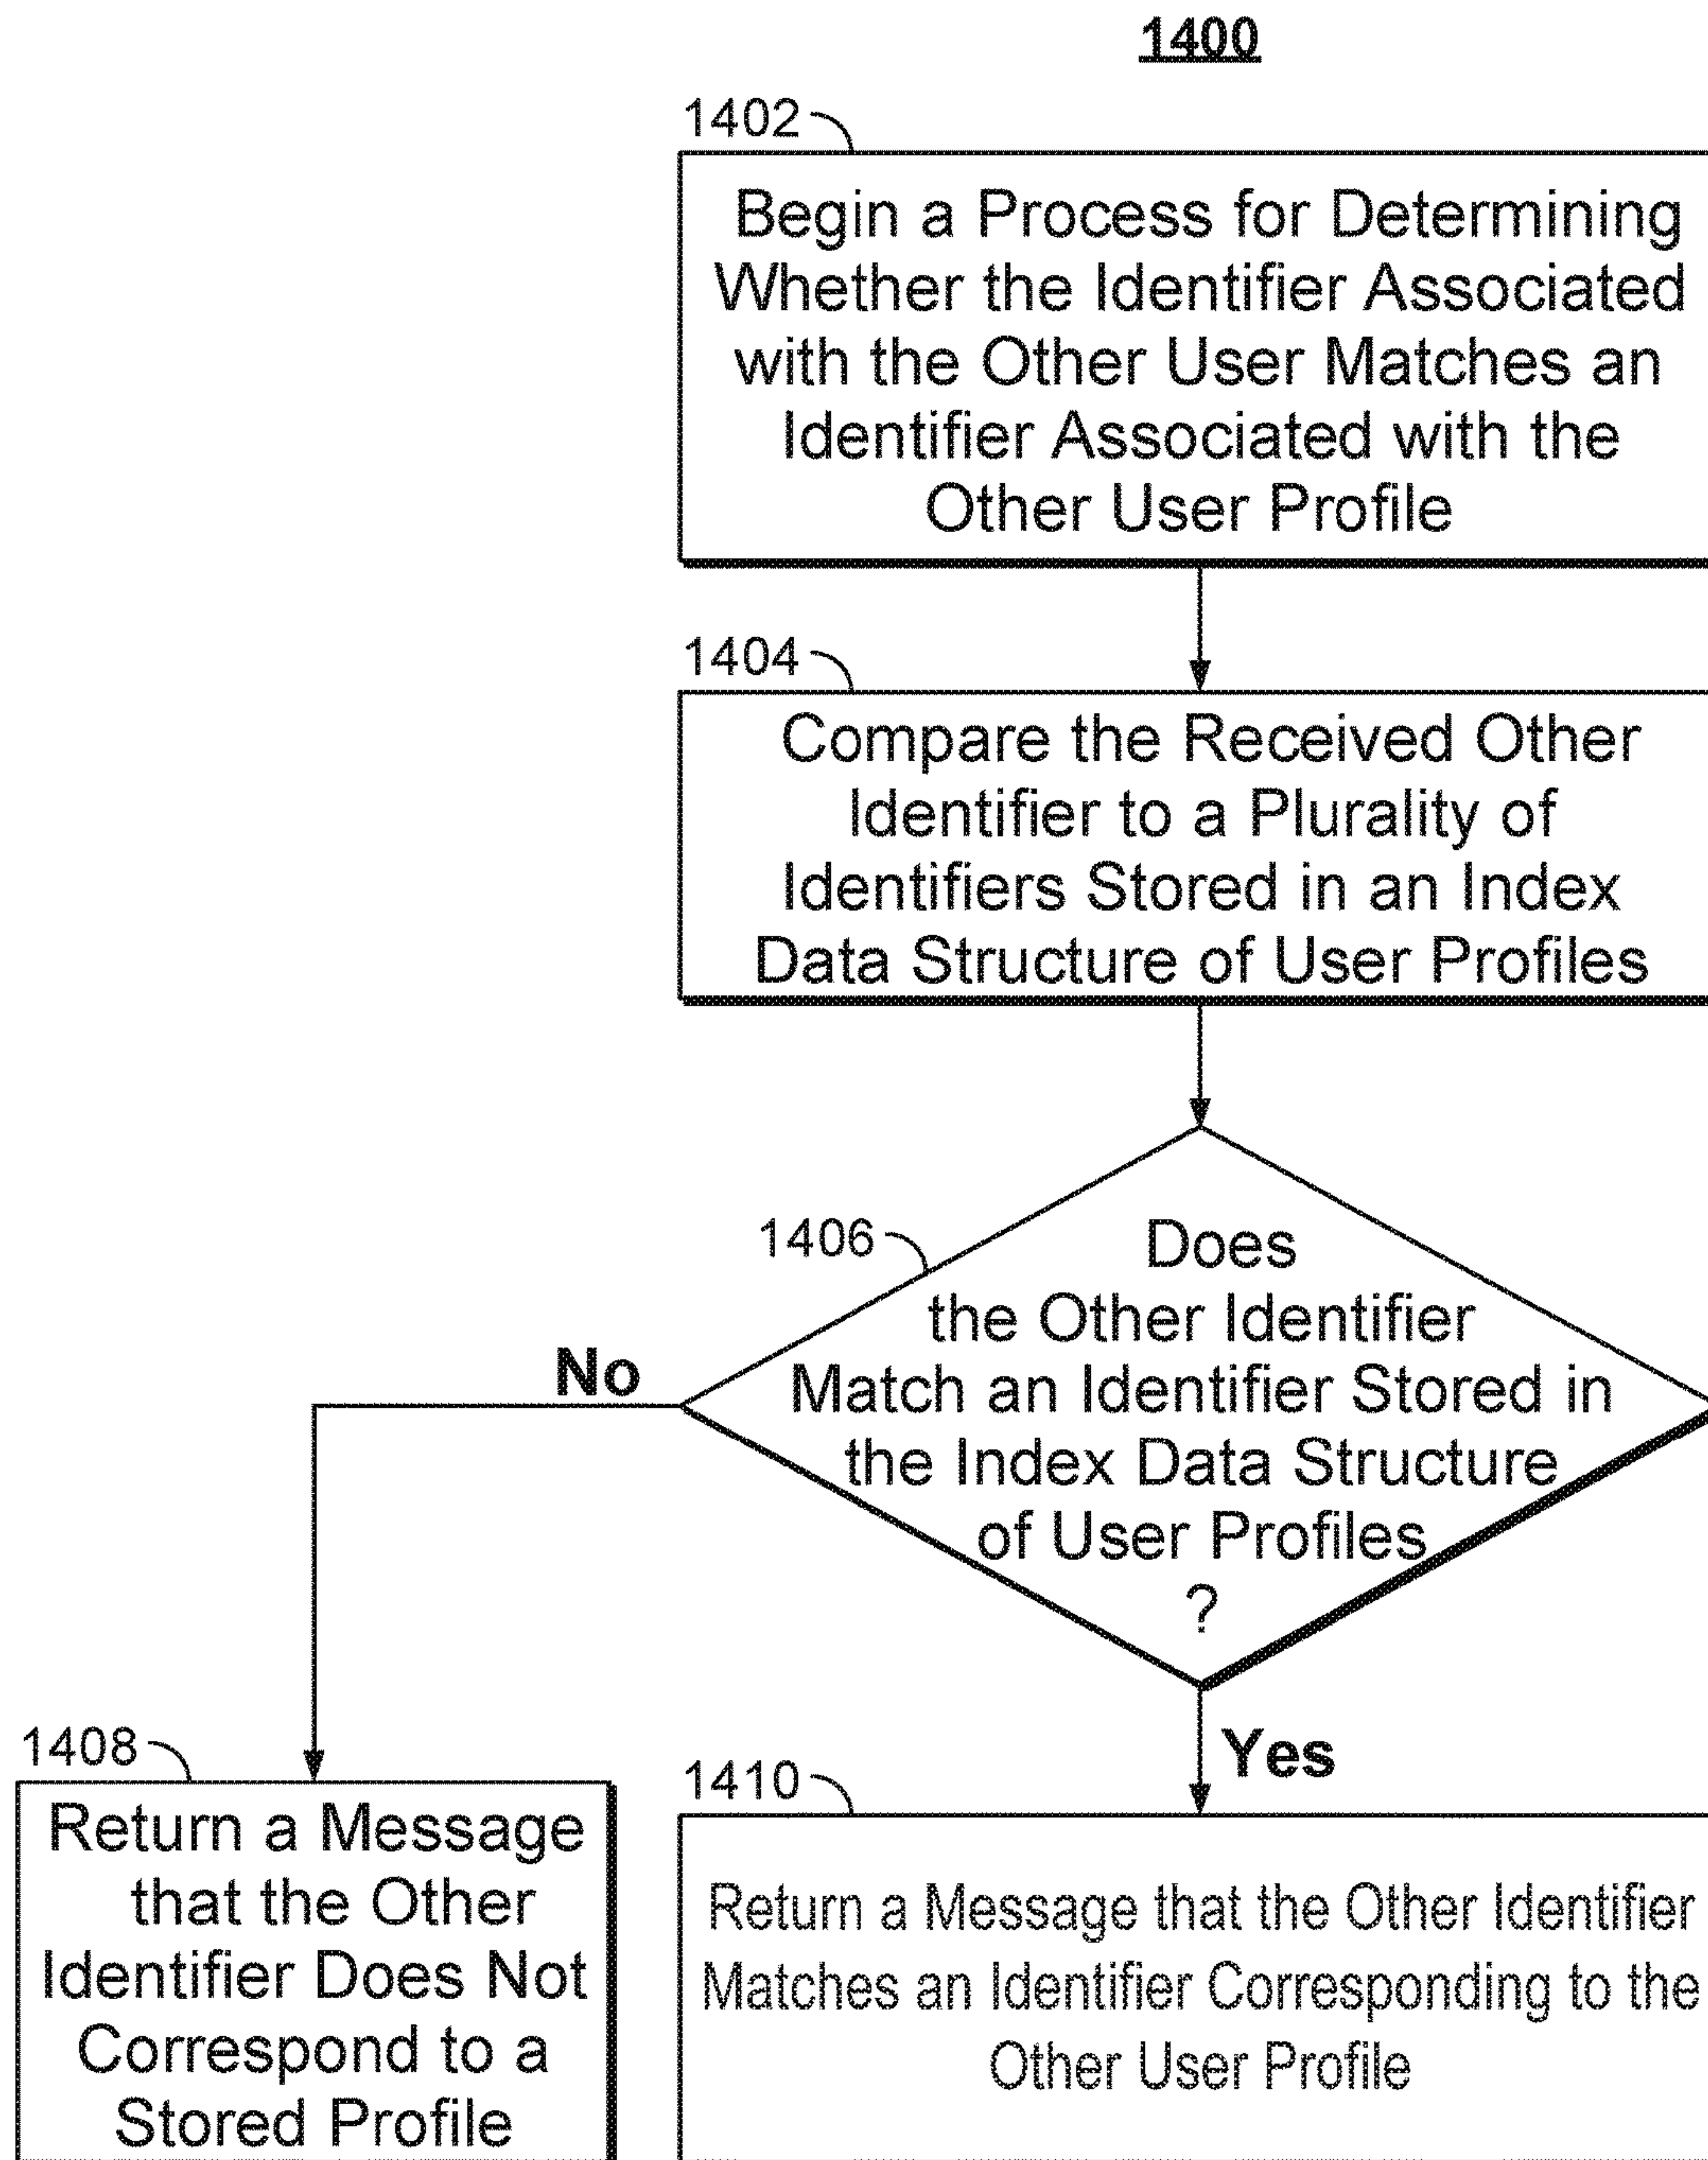 1400
1402
Begin a Process for Determining
Whether the Identifier Associated
with the Other User Matches an
Identifier Associated with the
Other User Profile
1404
Compare the Received Other
Identifier to a Plurality of
Identifiers Stored in an Index
Data Structure of User Profiles
1406
Does
the Other Identifier
Match an Identifier Stored in
the Index Data Structure
of User Profiles
?
No
Yes
1408
Return a Message
that the Other
Identifier Does Not
Correspond to a
Stored Profile
1410
Return a Message that the Other Identifier
Matches an Identifier Corresponding to the
Other User Profile